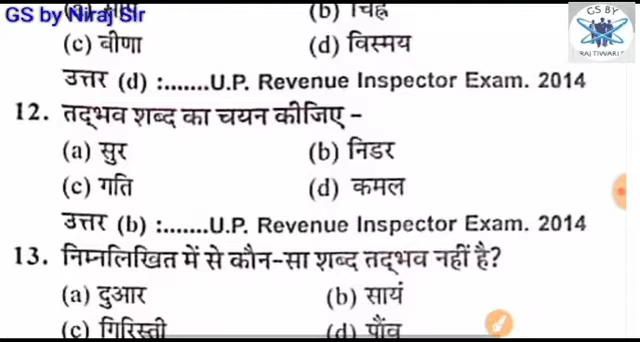 GS by Niraj Sir
GS BY
(b) चिह्न
(c) बीणा (d) विस्मय
उत्तर (d) :.......U.P. Revenue Inspector Exam. 2014
12. तद्भव शब्द का चयन कीजिए -
(a) सुर (b) निडर
(c) गति (d) कमल
उत्तर (b) :.......U.P. Revenue Inspector Exam. 2014
13. निम्नलिखित में से कौन-सा शब्द तद्भव नहीं है?
(a) दुआर (b) सायं
(c) गिरिस्ती (d) पाँव